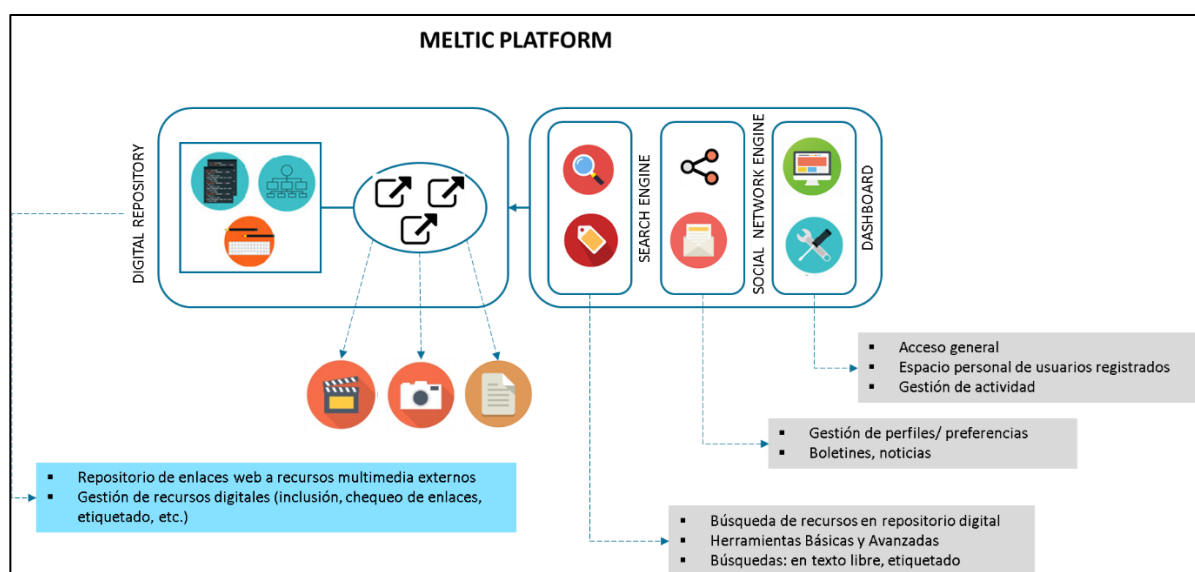 MELTIC PLATFORM
DIGITAL REPOSITORY
SEARCH ENGINE
SOCIAL NETWORK ENGINE
DASHBOARD
▪ Acceso general
▪ Espacio personal de usuarios registrados
▪ Gestión de actividad
▪ Gestión de perfiles/ preferencias
▪ Boletines, noticias
▪ Repositorio de enlaces web a recursos multimedia externos
▪ Gestión de recursos digitales (inclusión, chequeo de enlaces,
etiquetado, etc.)
▪ Búsqueda de recursos en repositorio digital
▪ Herramientas Básicas y Avanzadas
▪ Búsquedas: en texto libre, etiquetado